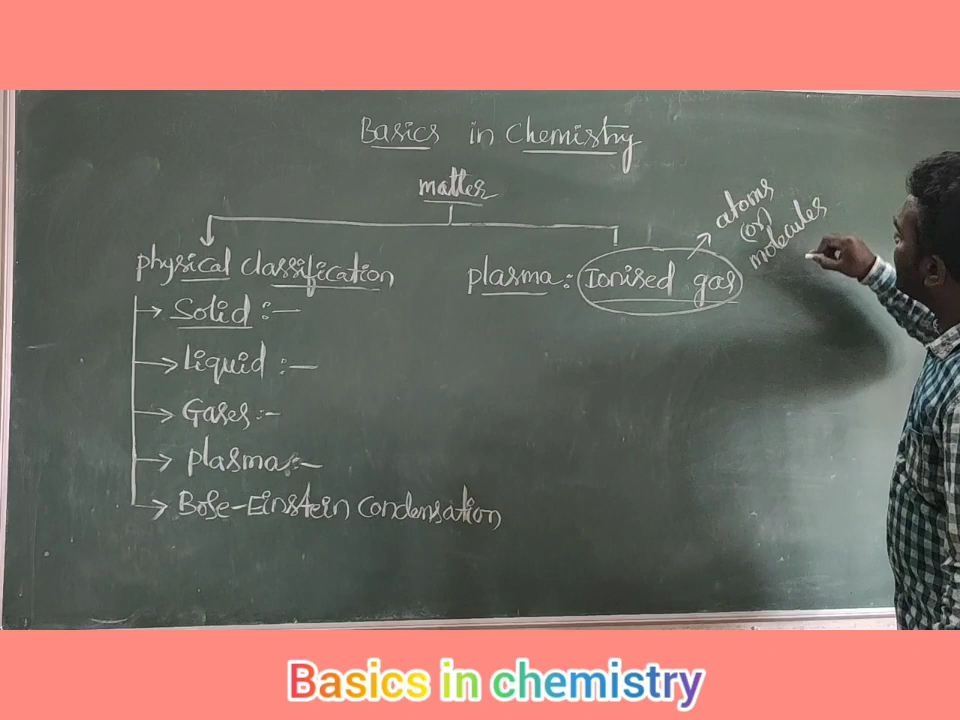 Basics in Chemistry
matter
physical classification
Solid :-
Liquid :-
Gases :-
plasma :-
Bose-Einstein Condensation
plasma : Ionised gas
atoms
(or)
molecules
Basics in chemistry